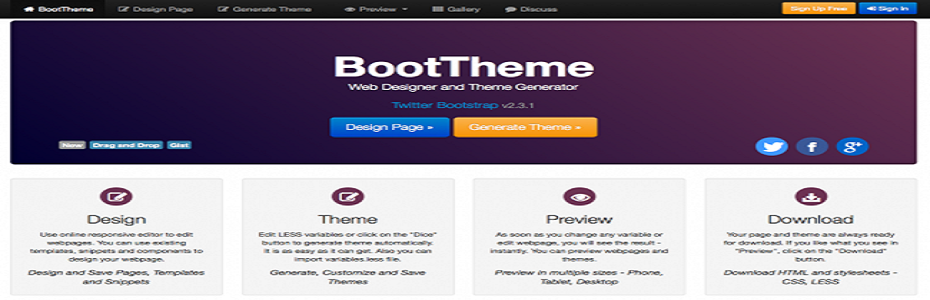 BootTheme Design Page Generate Theme Preview Gallery Discuss Sign Up Free Sign In
BootTheme
Web Designer and Theme Generator
Twitter Bootstrap v2.3.1
Design Page » Generate Theme »
New Drag and Drop Gist
Design
Use online responsive editor to edit
webpages. You can use existing
templates, snippets and components to
design your webpage.
Design and Save Pages, Templates
and Snippets
Theme
Edit LESS variables or click on the "Dice"
button to generate theme automatically.
It is as easy as it can get. Also you can
import variables.less file.
Generate, Customize and Save
Themes
Preview
As soon as you change any variable or
edit webpage, you will see the result -
instantly. You can preview webpages and
themes.
Preview in multiple sizes - Phone,
Tablet, Desktop
Download
Your page and theme are always ready
for download. If you like what you see in
"Preview", click on the "Download"
button.
Download HTML and stylesheets -
CSS, LESS